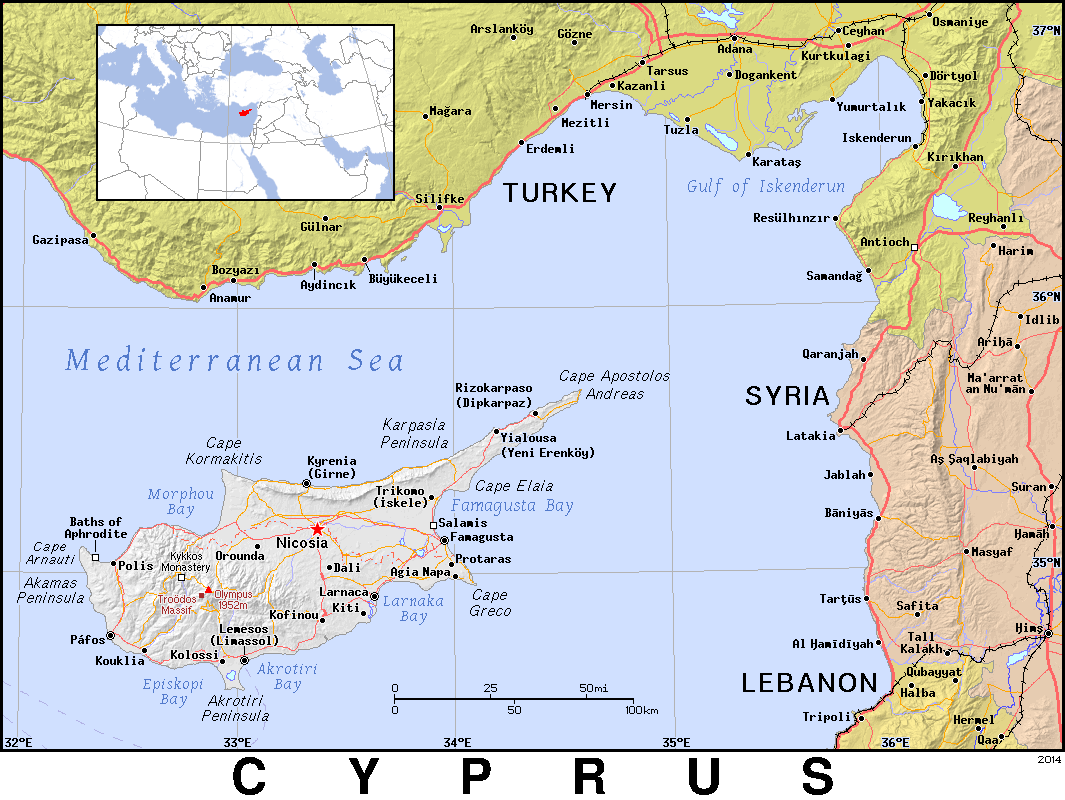 Arslanköy
Gözne
Osmaniye
37°N
Ceyhan
Adana
Kurtkulagi
Tarsus
Dogankent
Dörtyol
Kazanli
Mersin
Yumurtalık
Yakacık
Mağara
Mezitli
Tuzla
Erdemli
Iskenderun
Karataş
Kırıkhan
Gulf of Iskenderun
TURKEY
Silifke
Gülnar
Resülhınzır
Reyhanlı
Gazipasa
Antioch
Harim
Bozyazı
Aydincık
Büyükeceli
Samandağ
Anamur
36°N
Idlib
Mediterranean Sea
Qaranjah
Ariḩā
Cape Apostolos
Andreas
Rizokarpaso
(Dipkarpaz)
SYRIA
Ma'arrat
an Nu'mān
Karpasia
Peninsula
Yialousa
(Yeni Erenköy)
Latakia
Cape
Kormakitis
Kyrenia
(Girne)
Aş Şaqlabiyah
Jablah
Cape Elaia
Trikomo
(İskele)
Suran
Morphou
Bay
Famagusta Bay
Bāniyās
Baths of
Aphrodite
Salamis
Famagusta
Nicosia
Ḩamāh
Cape
Arnauti
Kykkos
Monastery
Orounda
Masyaf
Protaras
35°N
Polis
Dali
Agia Napa
Akamas
Peninsula
Olympus
1952m
Troödos
Massif
Larnaca
Kiti
Larnaka
Bay
Cape
Greco
Tarţūs
Safita
Kofinou
Lemesos
(Limassol)
Páfos
Al Ḩamīdīyah
Tall
Kalakh
Ḩimş
Kouklia
Kolossi
Akrotiri
Bay
Episkopi
Bay
Akrotiri
Peninsula
LEBANON
Qubayyat
Halba
0 25 50mi
0 50 100km
Tripoli
Hermel
Qaa
32°E 33°E 34°E 35°E 36°E
2014
CYPRUS